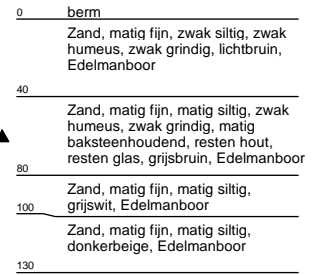 0 berm
Zand, matig fijn, zwak siltig, zwak
humeus, zwak grindig, lichtbruin,
Edelmanboor
40
Zand, matig fijn, matig siltig, zwak
humeus, zwak grindig, matig
baksteenhoudend, resten hout,
resten glas, grijsbruin, Edelmanboor
80
Zand, matig fijn, matig siltig,
grijswit, Edelmanboor
100
Zand, matig fijn, matig siltig,
donkerbeige, Edelmanboor
130